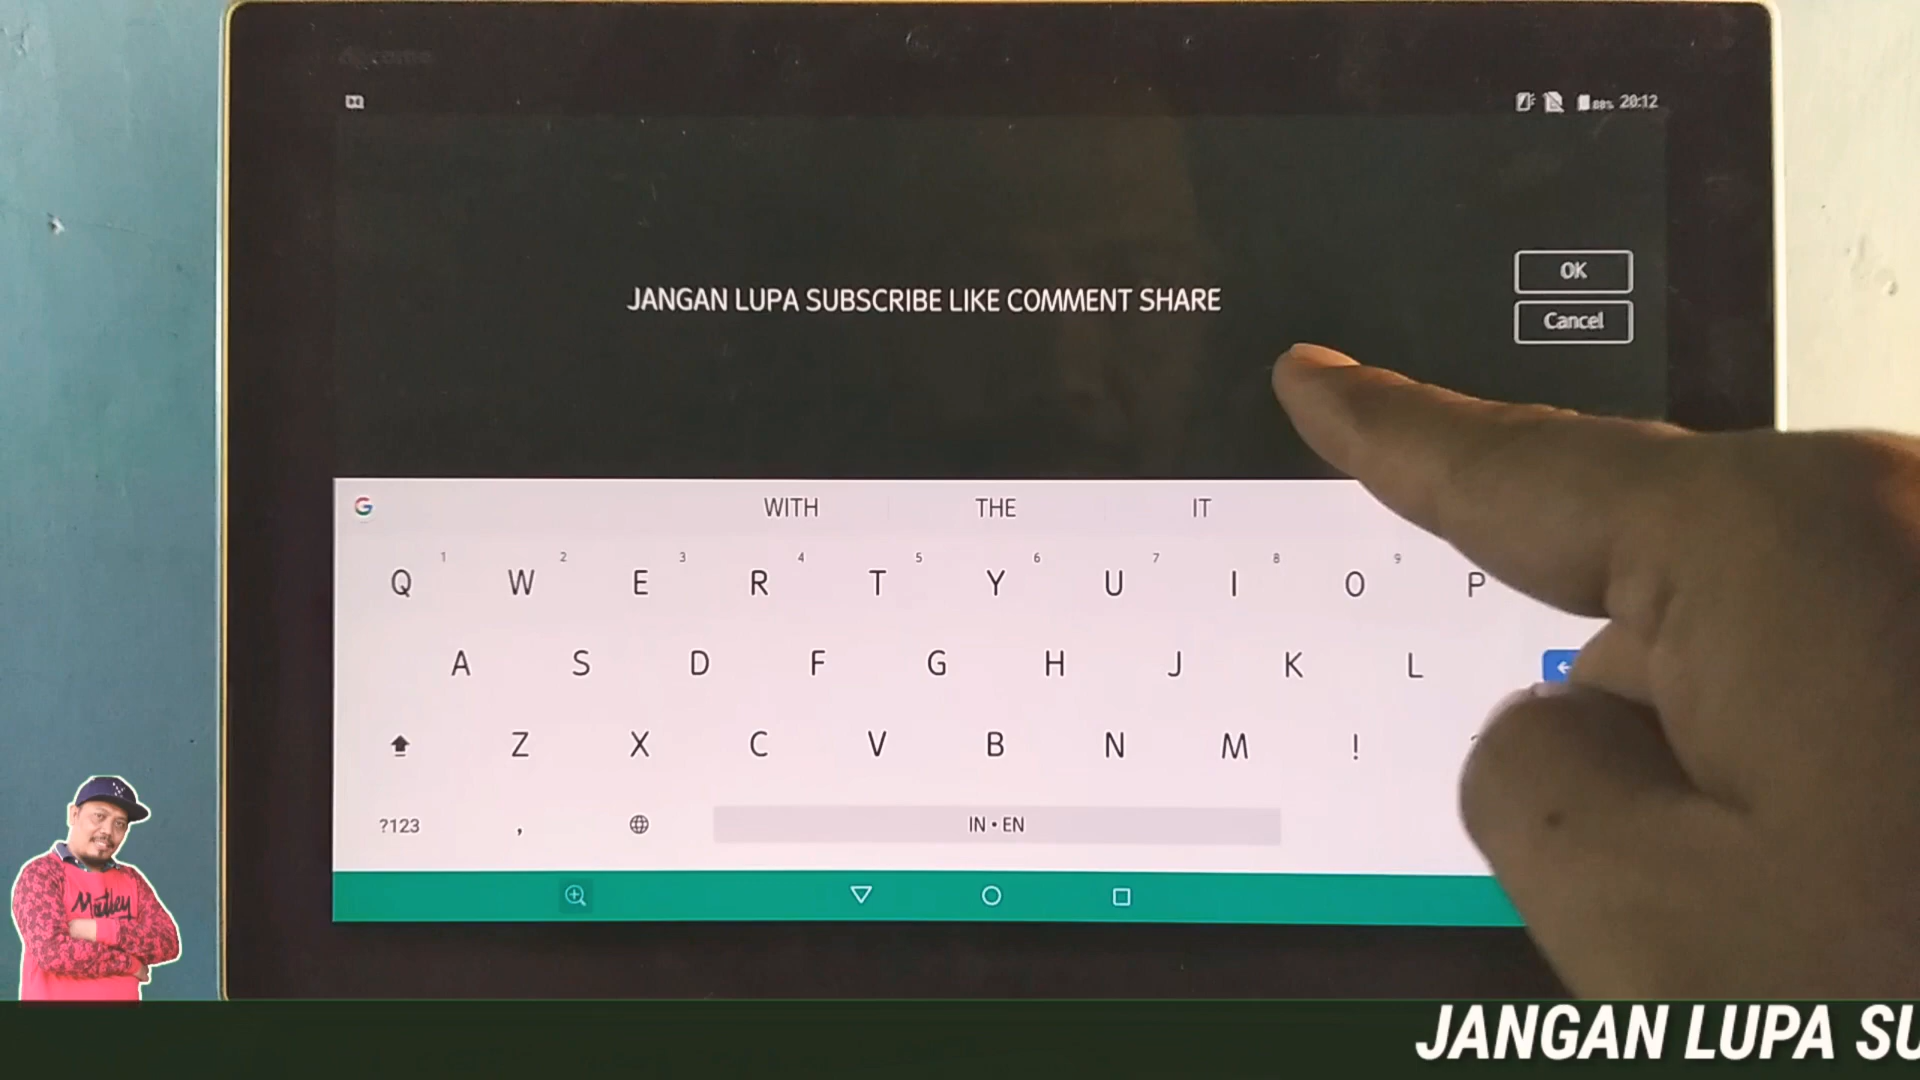 20:12
JANGAN LUPA SUBSCRIBE LIKE COMMENT SHARE
OK
Cancel
G
WITH THE IT
1 2 3 4 5 6 7 8 9
Q W E R T Y U I O P
A S D F G H J K L
Z X C V B N M !
?123 , IN • EN
Motley
JANGAN LUPA SU